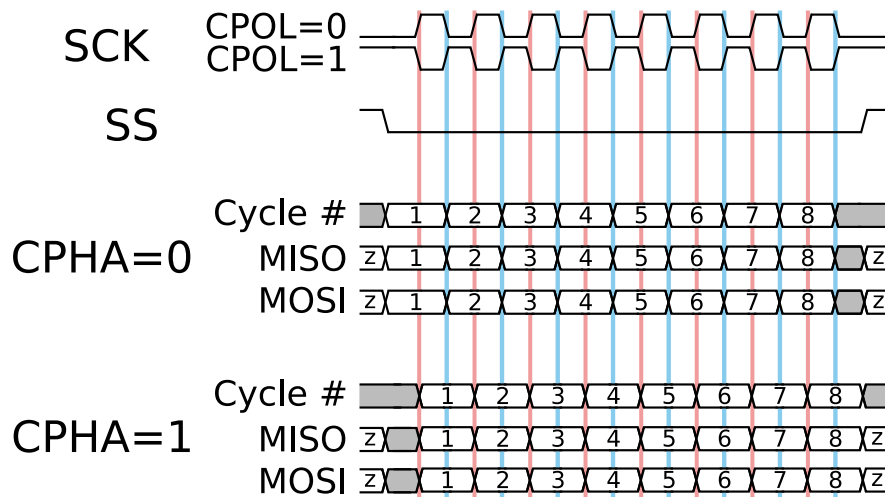 SCK CPOL=0
CPOL=1
SS
Cycle # 1 2 3 4 5 6 7 8
CPHA=0 MISO z 1 2 3 4 5 6 7 8 z
MOSI z 1 2 3 4 5 6 7 8 z
Cycle # 1 2 3 4 5 6 7 8
CPHA=1 MISO z 1 2 3 4 5 6 7 8 z
MOSI z 1 2 3 4 5 6 7 8 z